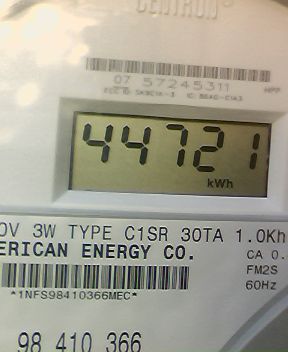 CENTRON®
07 57245311
44721
kWh
0V 3W TYPE C1SR 30TA 1.0Kh
ERICAN ENERGY CO.
CA 0.
FM2S
*1NFS98410366MEC*
60Hz
98 410 366